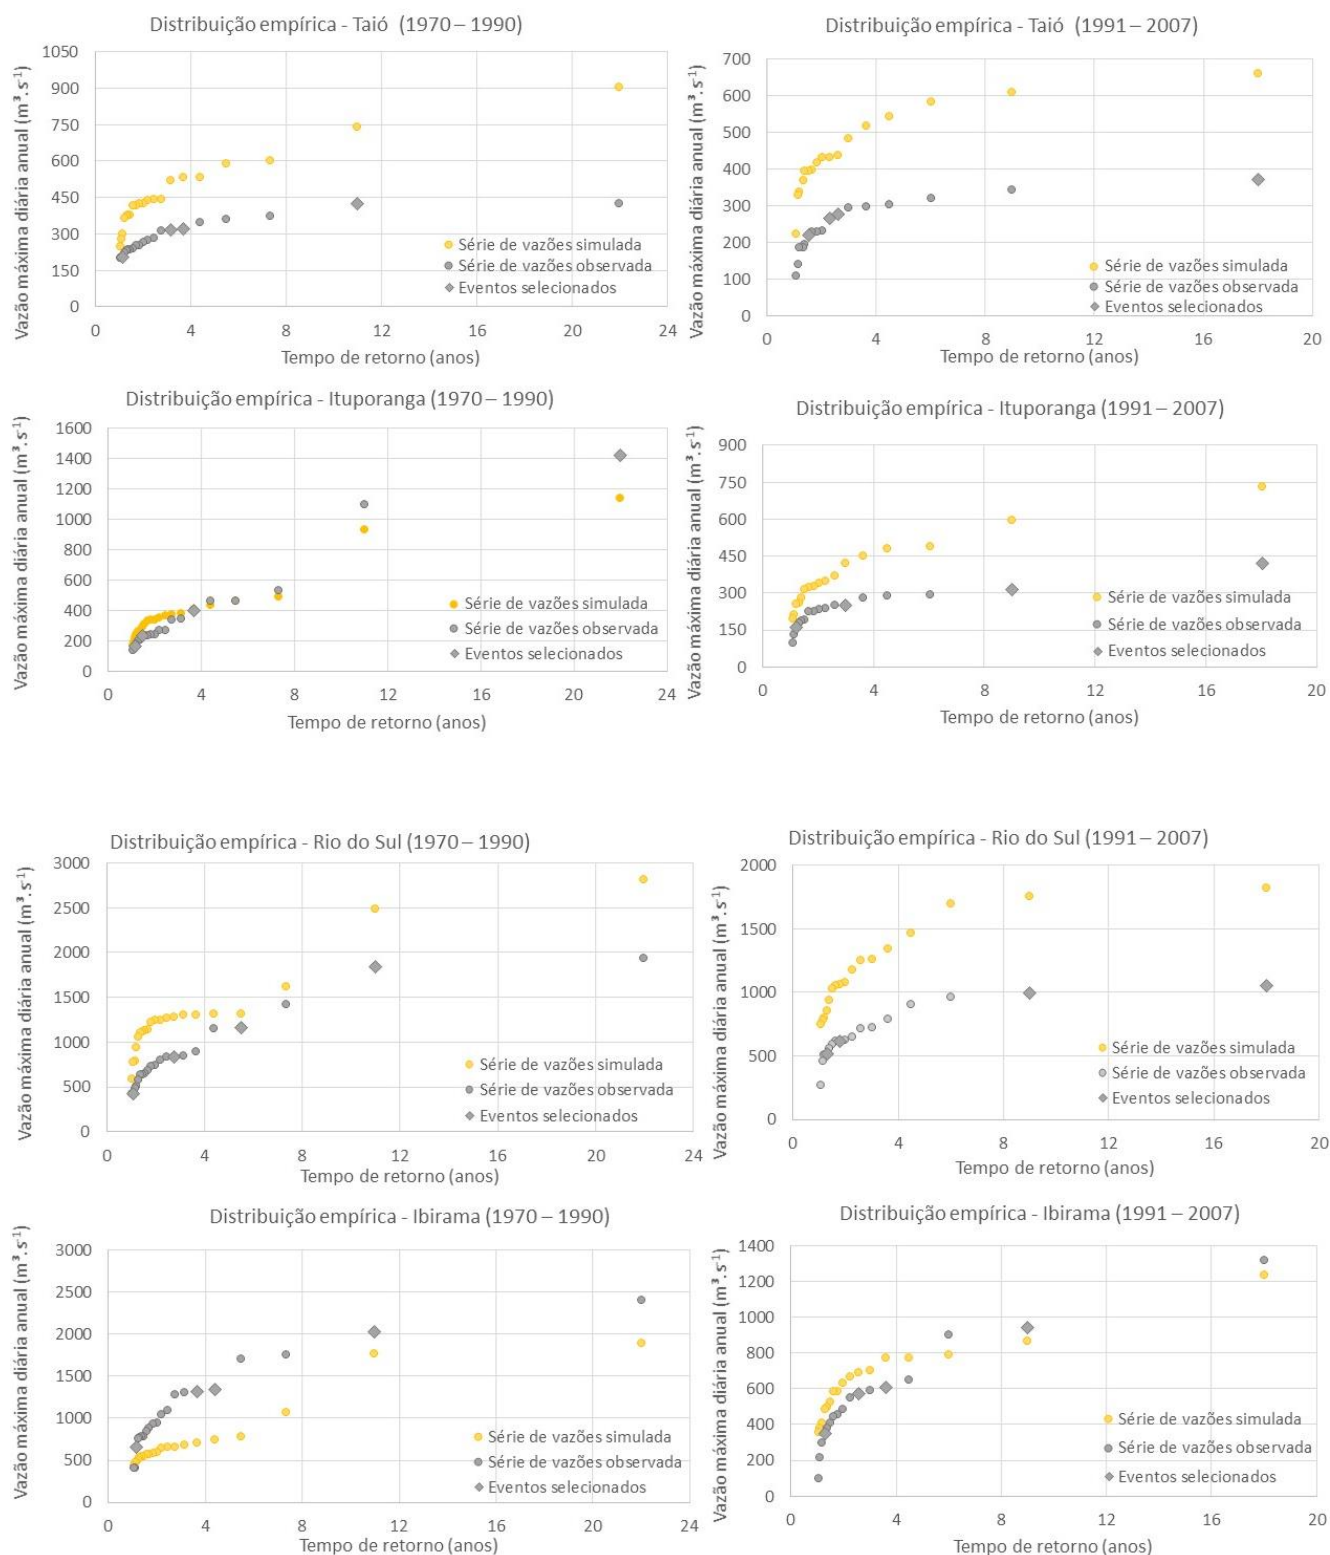 Distribuição empírica - Taió (1970 – 1990)
Vazão máxima diária anual (m³.s⁻¹)
1050
900
750
600
450
300
150
0
0 4 8 12 16 20 24
Tempo de retorno (anos)
Série de vazões simulada
Série de vazões observada
Eventos selecionados
Distribuição empírica - Taió (1991 – 2007)
Vazão máxima diária anual (m³.s⁻¹)
700
600
500
400
300
200
100
0
0 4 8 12 16 20
Tempo de retorno (anos)
Série de vazões simulada
Série de vazões observada
Eventos selecionados
Distribuição empírica - Ituporanga (1970 – 1990)
Vazão máxima diária anual (m³.s⁻¹)
1600
1400
1200
1000
800
600
400
200
0
0 4 8 12 16 20 24
Tempo de retorno (anos)
Série de vazões simulada
Série de vazões observada
Eventos selecionados
Distribuição empírica - Ituporanga (1991 – 2007)
Vazão máxima diária anual (m³.s⁻¹)
900
750
600
450
300
150
0
0 4 8 12 16 20
Tempo de retorno (anos)
Série de vazões simulada
Série de vazões observada
Eventos selecionados
Distribuição empírica - Rio do Sul (1970 – 1990)
Vazão máxima diária anual (m³.s⁻¹)
3000
2500
2000
1500
1000
500
0
0 4 8 12 16 20 24
Tempo de retorno (anos)
Série de vazões simulada
Série de vazões observada
Eventos selecionados
Distribuição empírica - Rio do Sul (1991 – 2007)
Vazão máxima diária anual (m³.s⁻¹)
2000
1500
1000
500
0
0 4 8 12 16 20
Tempo de retorno (anos)
Série de vazões simulada
Série de vazões observada
Eventos selecionados
Distribuição empírica - Ibirama (1970 – 1990)
Vazão máxima diária anual (m³.s⁻¹)
3000
2500
2000
1500
1000
500
0
0 4 8 12 16 20 24
Tempo de retorno (anos)
Série de vazões simulada
Série de vazões observada
Eventos selecionados
Distribuição empírica - Ibirama (1991 – 2007)
Vazão máxima diária anual (m³.s⁻¹)
1400
1200
1000
800
600
400
200
0
0 4 8 12 16 20
Tempo de retorno (anos)
Série de vazões simulada
Série de vazões observada
Eventos selecionados